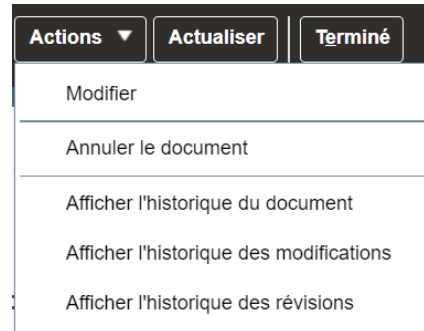 Actions ▼ Actualiser Terminé
Modifier
Annuler le document
Afficher l'historique du document
Afficher l'historique des modifications
Afficher l'historique des révisions